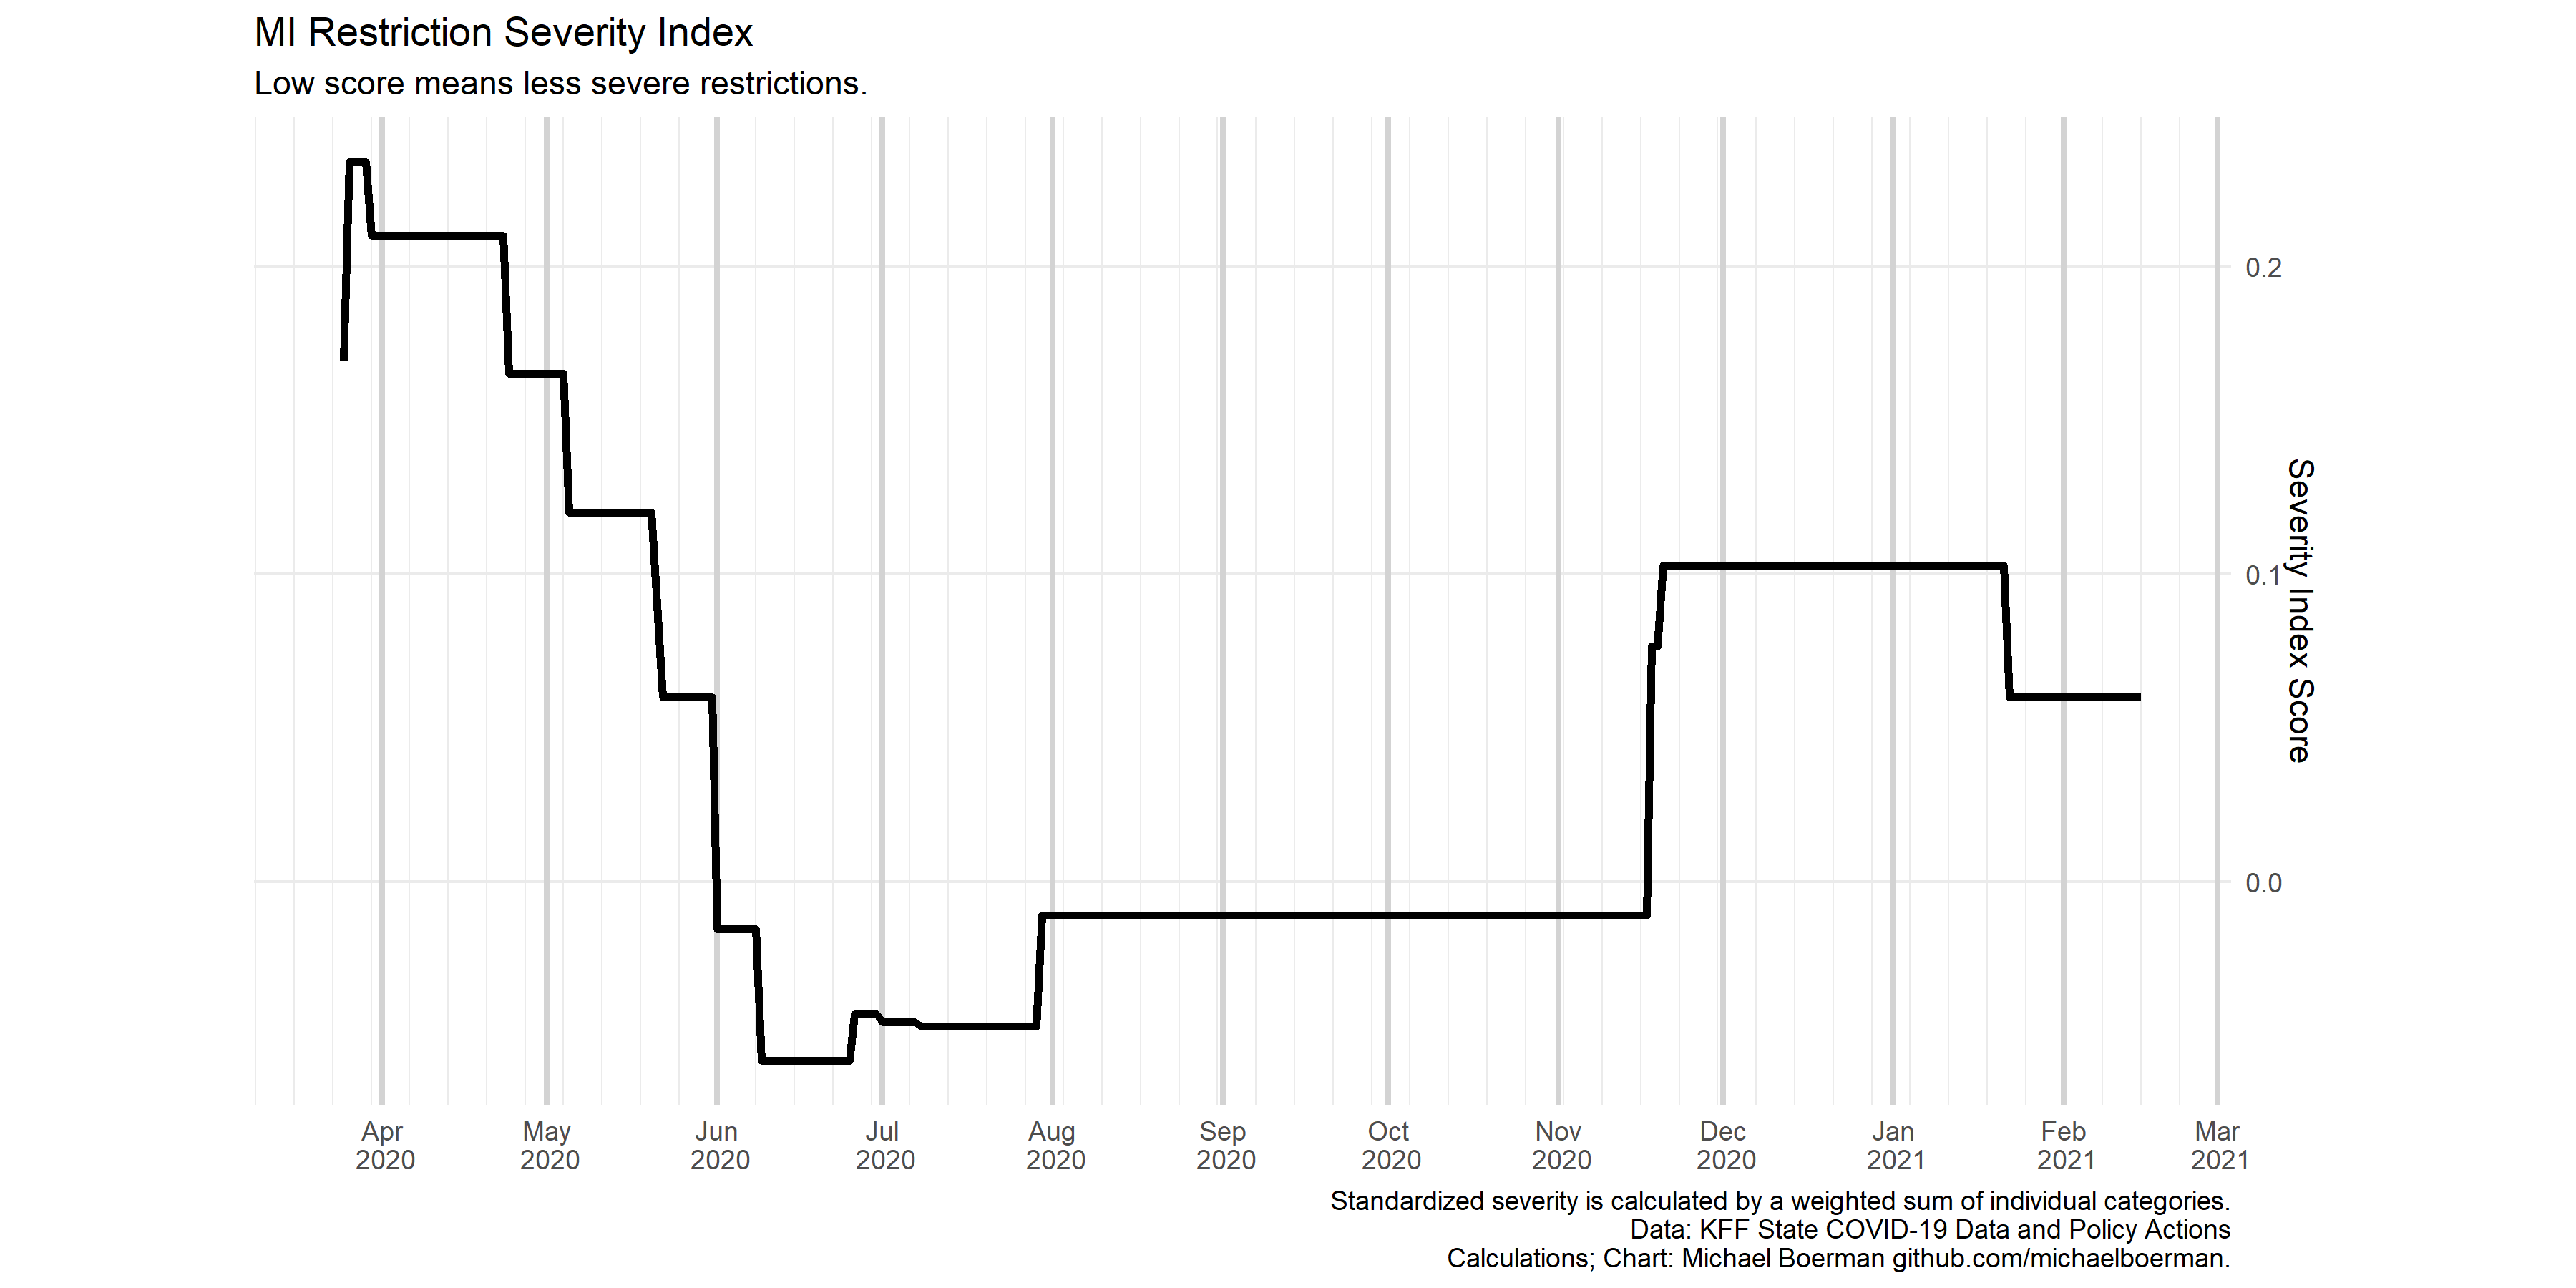 MI Restriction Severity Index
Low score means less severe restrictions.
0.2
0.1
0.0
Severity Index Score
Apr
2020
May
2020
Jun
2020
Jul
2020
Aug
2020
Sep
2020
Oct
2020
Nov
2020
Dec
2020
Jan
2021
Feb
2021
Mar
2021
Standardized severity is calculated by a weighted sum of individual categories.
Data: KFF State COVID-19 Data and Policy Actions
Calculations; Chart: Michael Boerman github.com/michaelboerman.